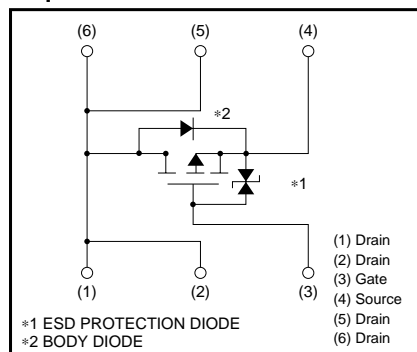 (6) (5) (4)
∗2
∗1
(1) (2) (3)
∗1 ESD PROTECTION DIODE
∗2 BODY DIODE
(1) Drain
(2) Drain
(3) Gate
(4) Source
(5) Drain
(6) Drain